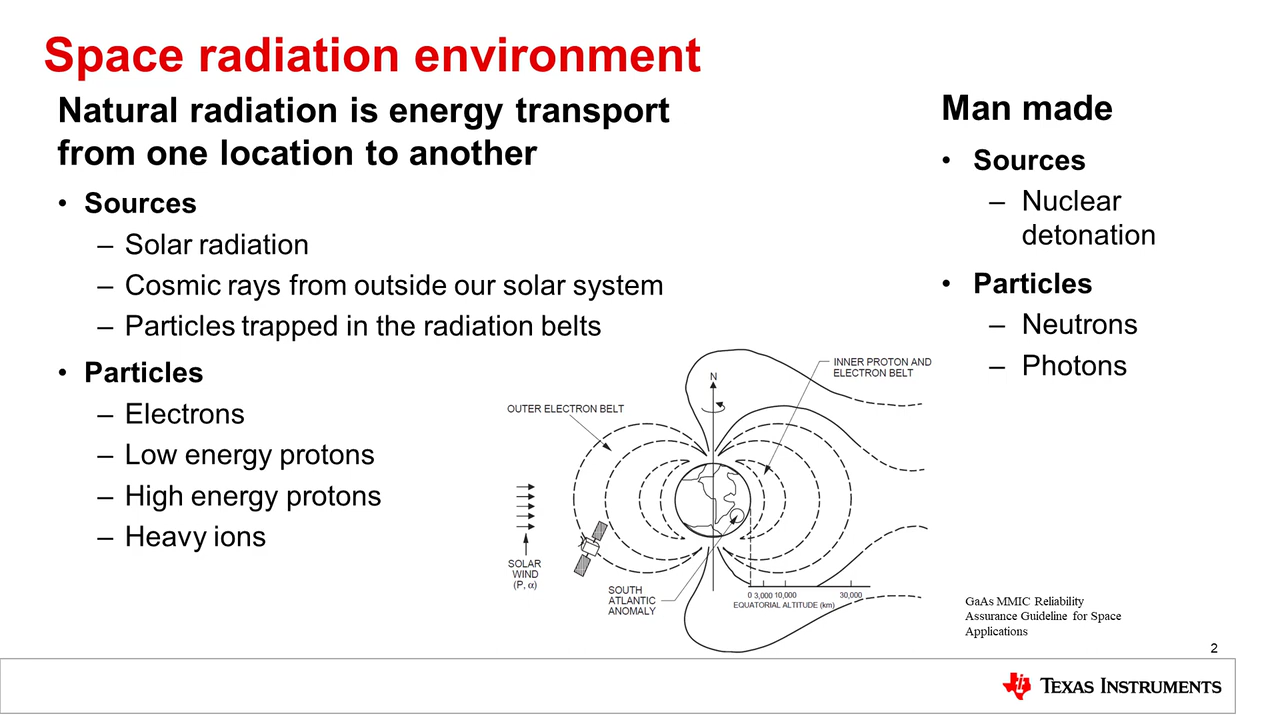 Space radiation environment
Natural radiation is energy transport
from one location to another
• Sources
– Solar radiation
– Cosmic rays from outside our solar system
– Particles trapped in the radiation belts
• Particles
– Electrons
– Low energy protons
– High energy protons
– Heavy ions
Man made
• Sources
– Nuclear
detonation
• Particles
– Neutrons
– Photons
INNER PROTON AND
ELECTRON BELT
N
OUTER ELECTRON BELT
SOLAR
WIND
(P, α)
SOUTH
ATLANTIC
ANOMALY
0 3,000 10,000 30,000
EQUATORIAL ALTITUDE (km)
GaAs MMIC Reliability
Assurance Guideline for Space
Applications
2
TEXAS INSTRUMENTS